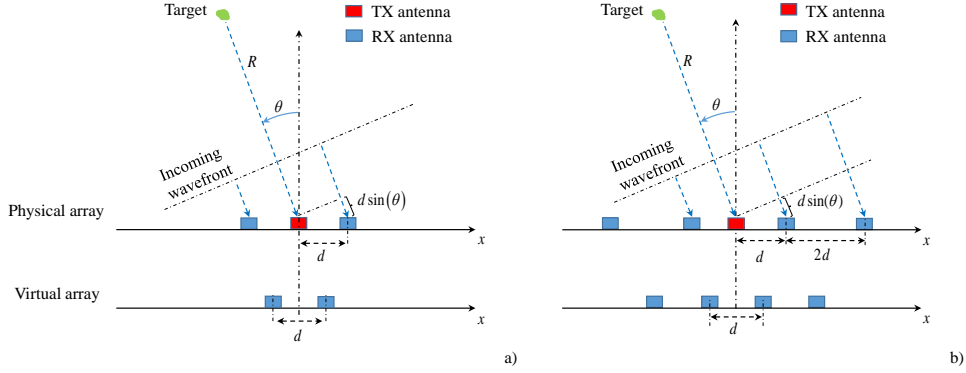 Target
TX antenna
RX antenna
R
θ
Incoming
wavefront
d sin(θ)
Physical array
x
d
Virtual array
x
d
a)
Target
TX antenna
RX antenna
R
θ
Incoming
wavefront
d sin(θ)
x
d
2d
x
d
b)